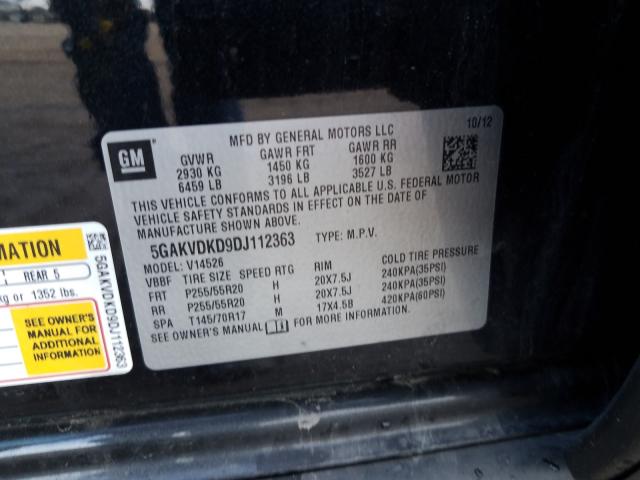 MFD BY GENERAL MOTORS LLC
10/12
GM
GVWR GAWR FRT GAWR RR
2930 KG 1450 KG 1600 KG
6459 LB 3196 LB 3527 LB
THIS VEHICLE CONFORMS TO ALL APPLICABLE U.S. FEDERAL MOTOR
VEHICLE SAFETY STANDARDS IN EFFECT ON THE DATE OF
MANUFACTURE SHOWN ABOVE.
5GAKVDKD9DJ112363 TYPE: M.P.V.
MODEL: V14526
VBBF TIRE SIZE SPEED RTG RIM COLD TIRE PRESSURE
FRT P255/55R20 H 20X7.5J 240KPA(35PSI)
RR P255/55R20 H 20X7.5J 240KPA(35PSI)
SPA T145/70R17 M 17X4.5B 420KPA(60PSI)
SEE OWNER'S MANUAL FOR MORE INFORMATION.
RMATION
REAR 5
kg or 1352 lbs.
SEE OWNER'S
MANUAL FOR
ADDITIONAL
INFORMATION
5GAKVDKD9DJ112363